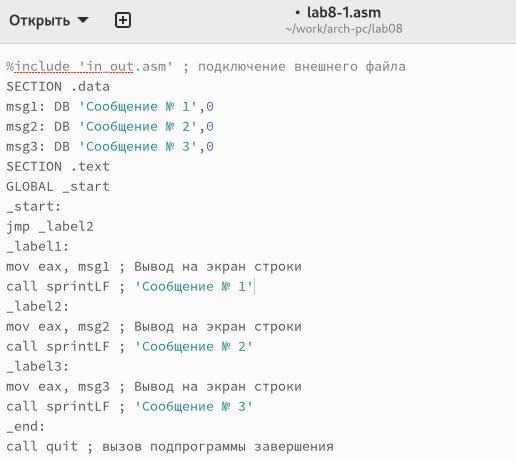 Открыть
• lab8-1.asm
~/work/arch-pc/lab08
%include 'in_out.asm' ; подключение внешнего файла
SECTION .data
msg1: DB 'Сообщение № 1',0
msg2: DB 'Сообщение № 2',0
msg3: DB 'Сообщение № 3',0
SECTION .text
GLOBAL _start
_start:
jmp _label2
_label1:
mov eax, msg1 ; Вывод на экран строки
call sprintLF ; 'Сообщение № 1'
_label2:
mov eax, msg2 ; Вывод на экран строки
call sprintLF ; 'Сообщение № 2'
_label3:
mov eax, msg3 ; Вывод на экран строки
call sprintLF ; 'Сообщение № 3'
_end:
call quit ; вызов подпрограммы завершения